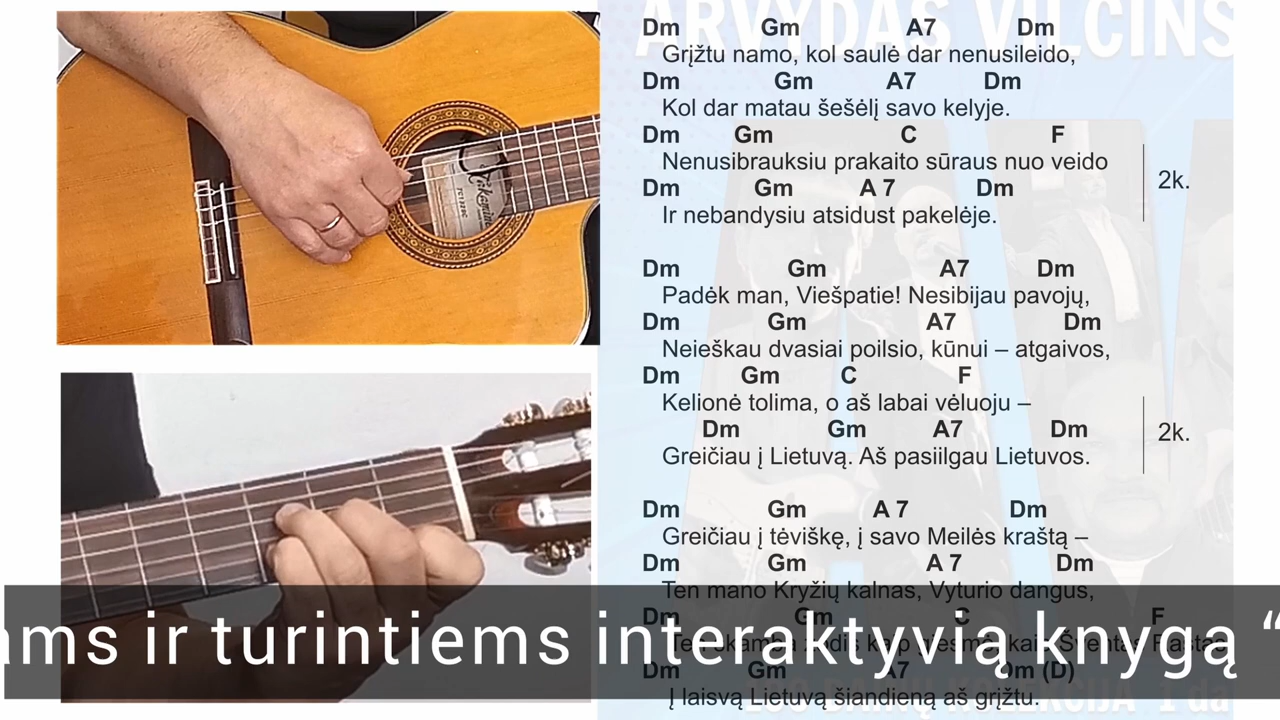 ARVYDAS VILČINS
Dm Gm A7 Dm
Grįžtu namo, kol saulė dar nenusileido,
Dm Gm A7 Dm
Kol dar matau šešėlį savo kelyje.
Dm Gm C F
Nenusibrauksiu prakaito sūraus nuo veido
2k.
Dm Gm A 7 Dm
Ir nebandysiu atsidust pakelėje.
Dm Gm A7 Dm
Padėk man, Viešpatie! Nesibijau pavojų,
Dm Gm A7 Dm
Neieškau dvasiai poilsio, kūnui – atgaivos,
Dm Gm C F
Kelionė tolima, o aš labai vėluoju –
2k.
Dm Gm A7 Dm
Greičiau į Lietuvą. Aš pasiilgau Lietuvos.
Dm Gm A 7 Dm
Greičiau į tėviškę, į savo Meilės kraštą –
Dm Gm A 7 Dm
Ten mano Kryžių kalnas, Vyturio dangus,
Dm Gm C F
ams ir turintiems interaktyvią knygą “
Dm Gm A7 Dm (D)
Į laisvą Lietuvą šiandieną aš grįžtu.